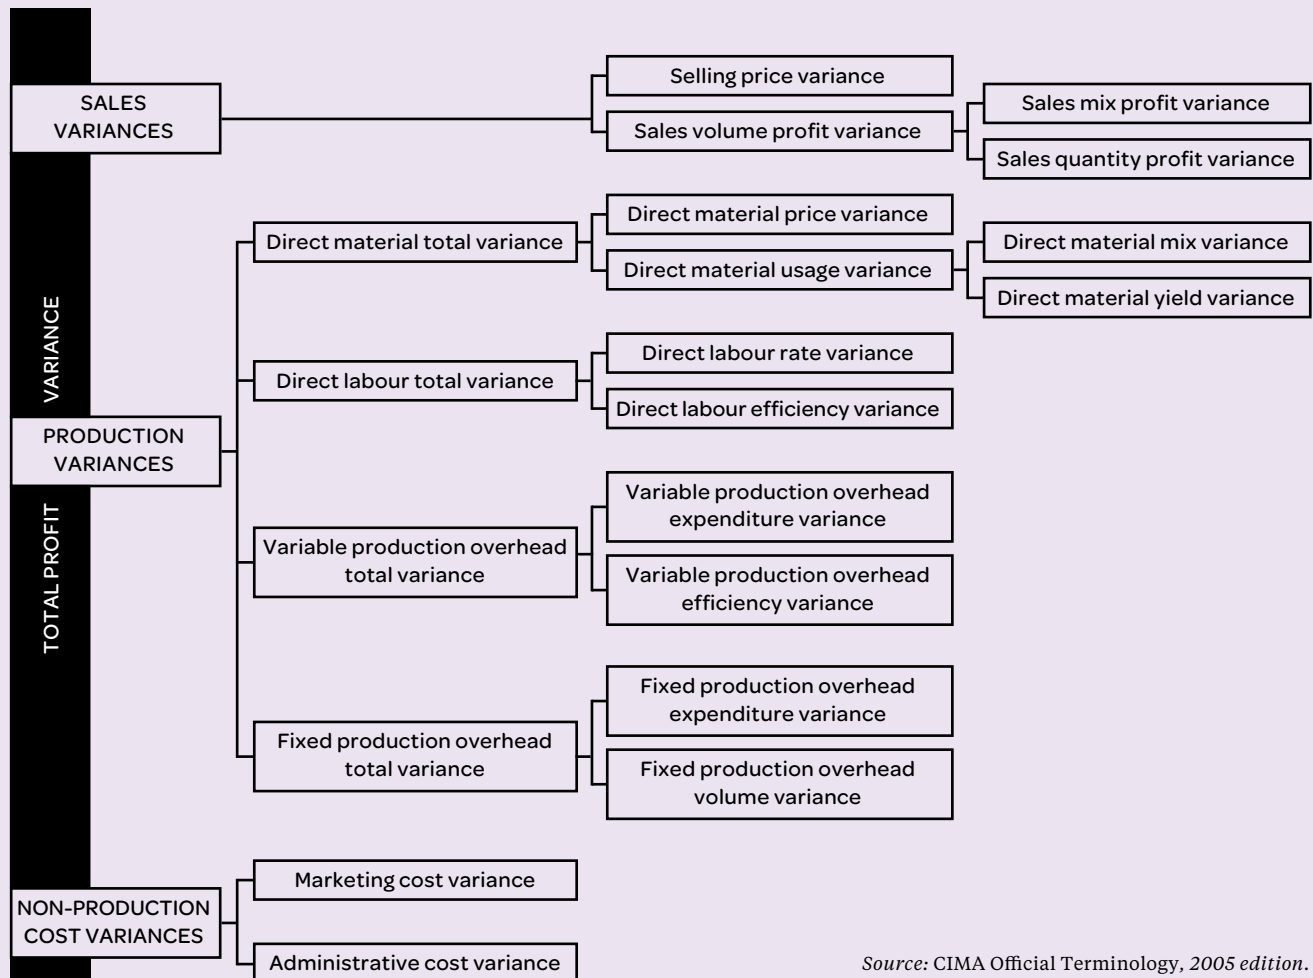 TOTAL PROFIT VARIANCE
SALES
VARIANCES
Selling price variance
Sales volume profit variance
Sales mix profit variance
Sales quantity profit variance
PRODUCTION
VARIANCES
Direct material total variance
Direct material price variance
Direct material usage variance
Direct material mix variance
Direct material yield variance
Direct labour total variance
Direct labour rate variance
Direct labour efficiency variance
Variable production overhead
total variance
Variable production overhead
expenditure variance
Variable production overhead
efficiency variance
Fixed production overhead
total variance
Fixed production overhead
expenditure variance
Fixed production overhead
volume variance
NON-PRODUCTION
COST VARIANCES
Marketing cost variance
Administrative cost variance
Source: CIMA Official Terminology, 2005 edition.